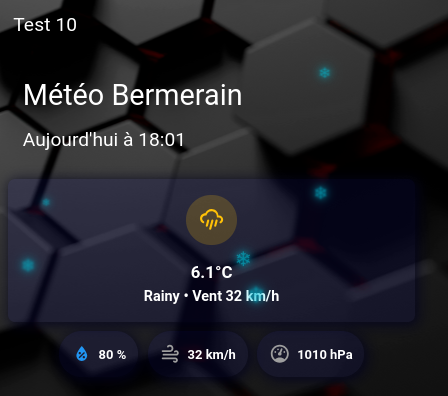 Test 10
Météo Bermerain
Aujourd'hui à 18:01
6.1°C
Rainy • Vent 32 km/h
80 %
32 km/h
1010 hPa